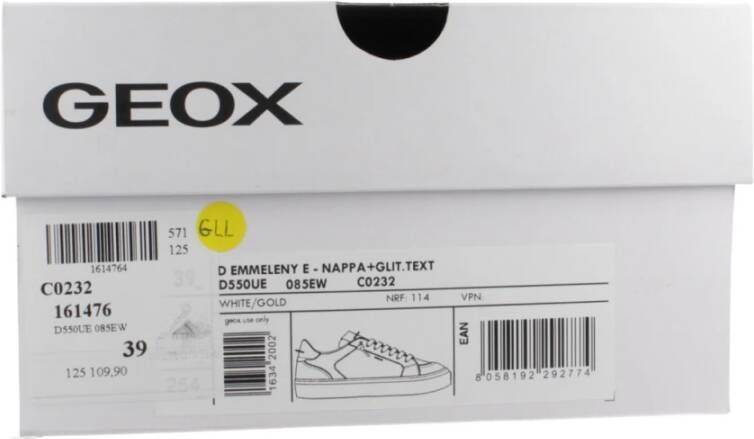 GEOX
1614764
571
125
GLL
C0232
161476
D550UE 085EW
39
125 109,90
39
254
D EMMELENY E - NAPPA+GLIT.TEXT
D550UE 085EW C0232
WHITE/GOLD NRF: 114 VPN:
geox use only
1634 2002
EAN
8 058192 292774